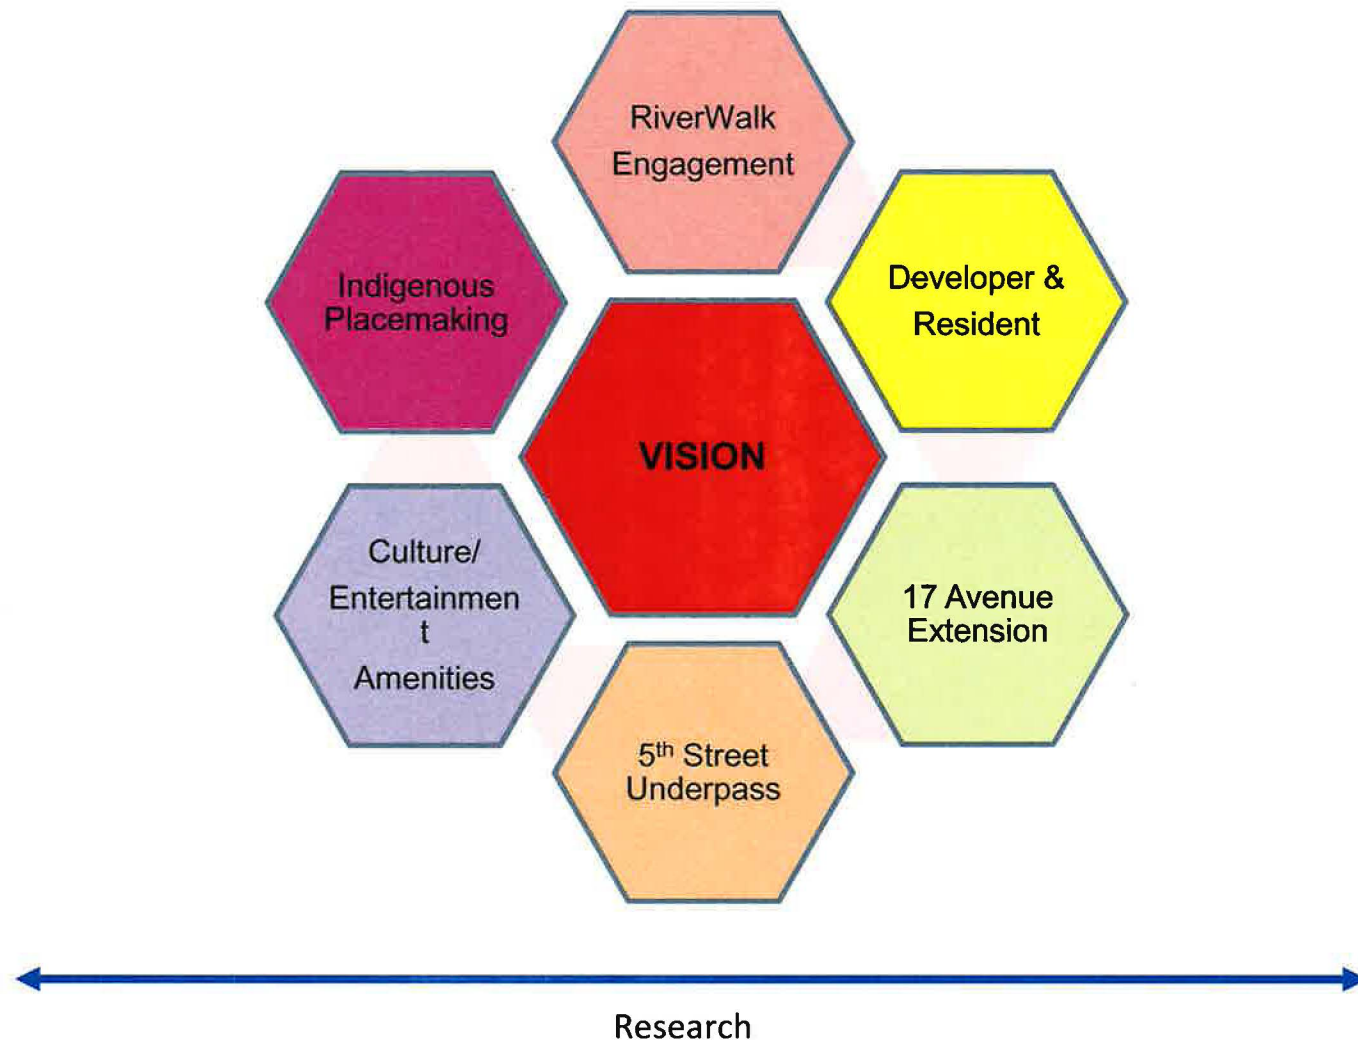 RiverWalk
Engagement
Indigenous
Placemaking
Developer &
Resident
VISION
Culture/
Entertainmen
t
Amenities
17 Avenue
Extension
5th Street
Underpass
Research